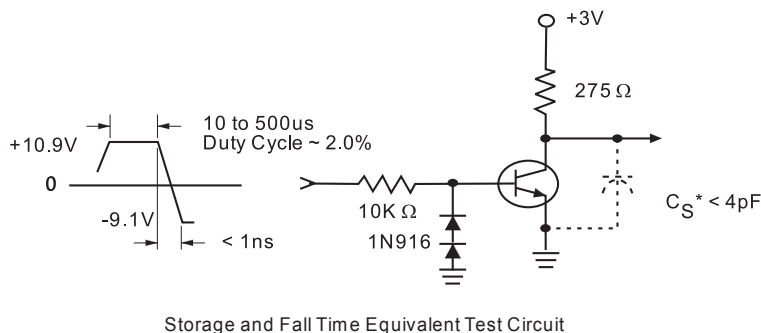 +3V
275 Ω
10 to 500us
Duty Cycle ~ 2.0%
+10.9V
0
-9.1V
< 1ns
10K Ω
1N916
C_S* < 4pF
Storage and Fall Time Equivalent Test Circuit